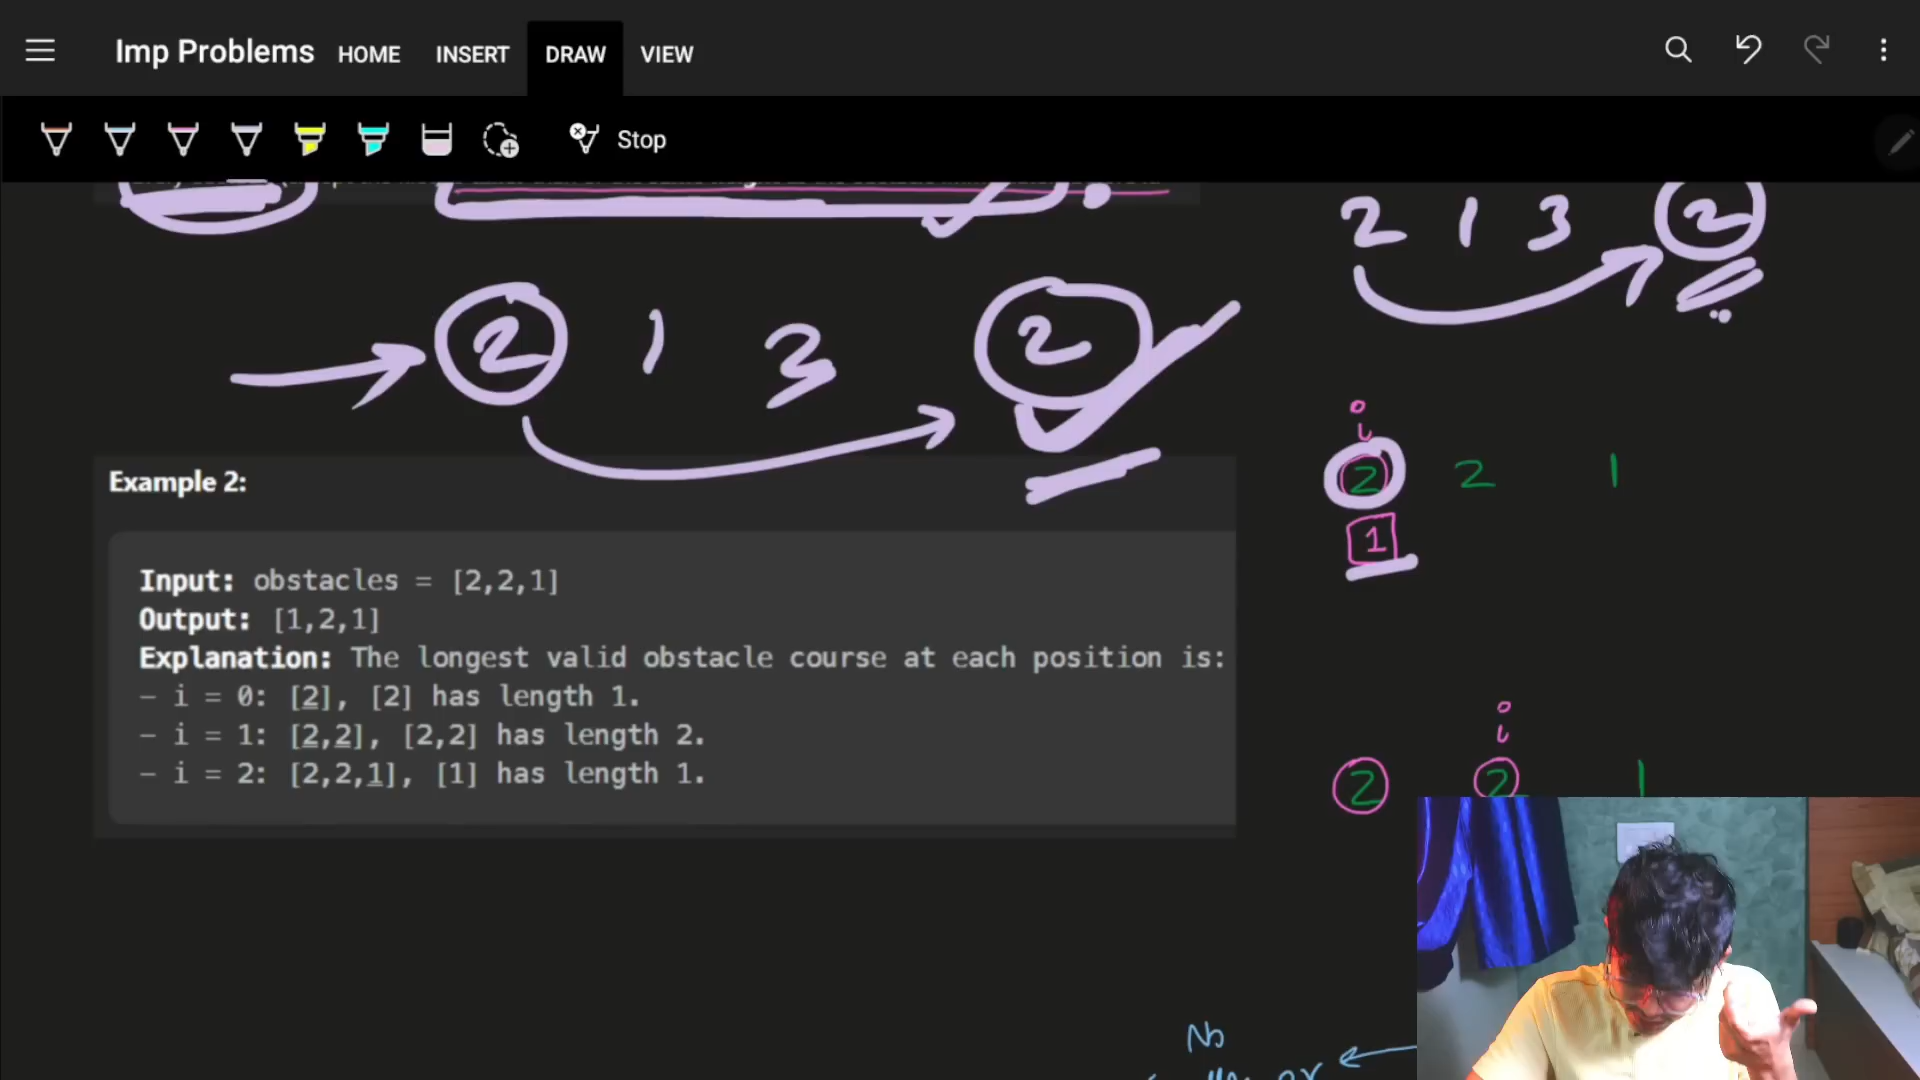 Imp Problems HOME INSERT DRAW VIEW
Stop
2 1 3 2
2 1 3 2
i
2 2 1
1
Example 2:
Input: obstacles = [2,2,1]
Output: [1,2,1]
Explanation: The longest valid obstacle course at each position is:
- i = 0: [2], [2] has length 1.
- i = 1: [2,2], [2,2] has length 2.
- i = 2: [2,2,1], [1] has length 1.
i
2 2 1
No